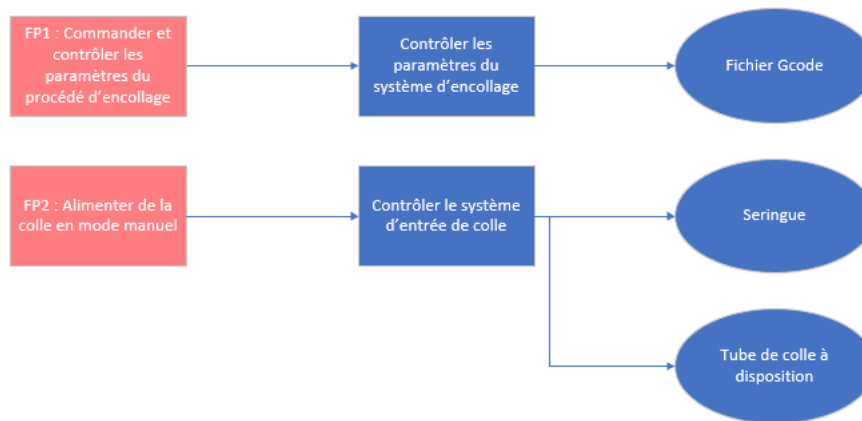 FP1 : Commander et
contrôler les
paramètres du
procédé d'encollage
Contrôler les
paramètres du
système d'encollage
Fichier Gcode
FP2 : Alimenter de la
colle en mode manuel
Contrôler le système
d'entrée de colle
Seringue
Tube de colle à
disposition